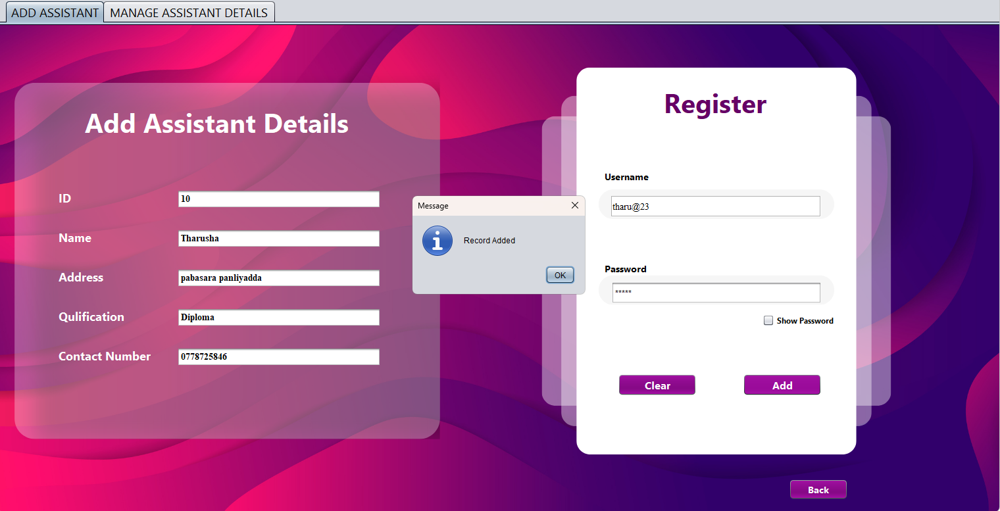 ADD ASSISTANT
MANAGE ASSISTANT DETAILS
Add Assistant Details
ID
10
Name
Tharusha
Address
pabasara panliyadda
Qulification
Diploma
Contact Number
0778725846
Message
Record Added
OK
Register
Username
tharu@23
Password
*****
Show Password
Clear
Add
Back